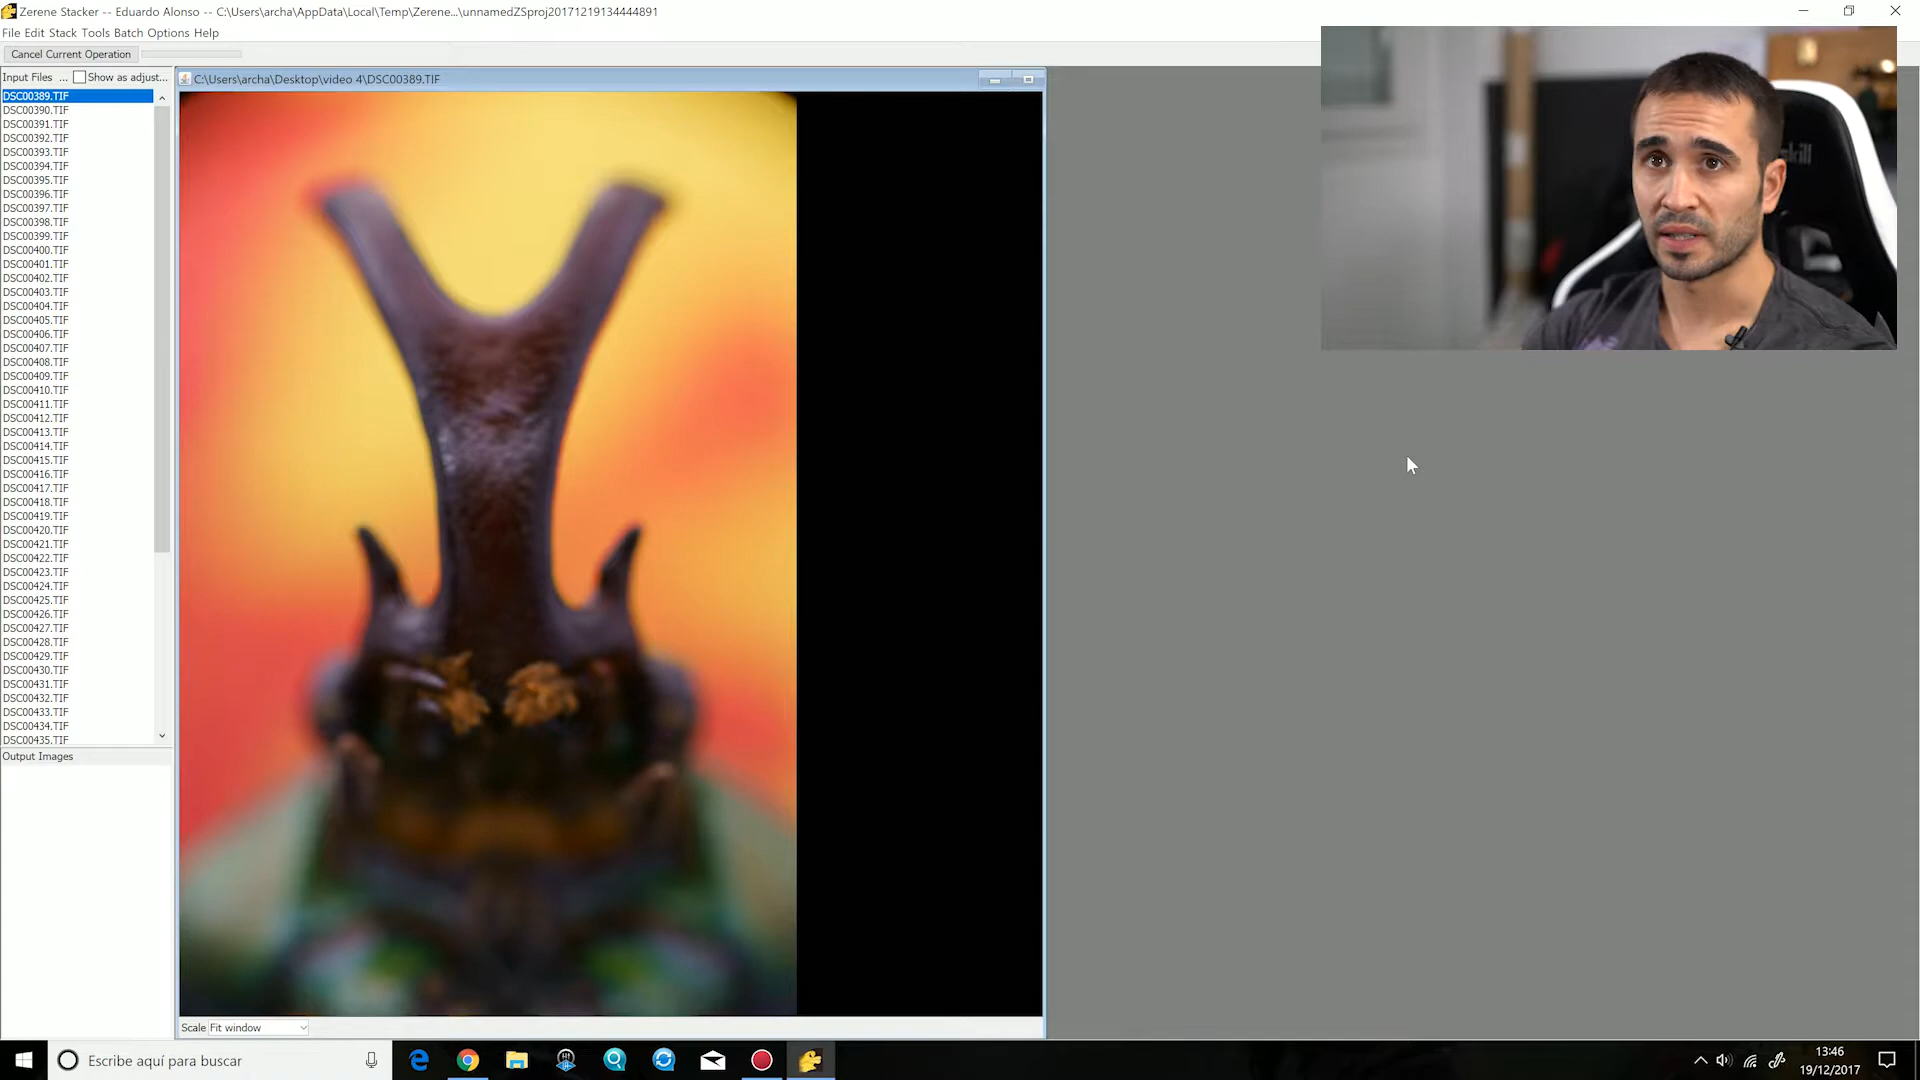 Zerene Stacker -- Eduardo Alonso -- C:\Users\archa\AppData\Local\Temp\Zerene...\unnamedZSproj20171219134444891
File Edit Stack Tools Batch Options Help
Cancel Current Operation
Input Files ... Show as adjust...
C:\Users\archa\Desktop\video 4\DSC00389.TIF
DSC00389.TIF
DSC00390.TIF
DSC00391.TIF
DSC00392.TIF
DSC00393.TIF
DSC00394.TIF
DSC00395.TIF
DSC00396.TIF
DSC00397.TIF
DSC00398.TIF
DSC00399.TIF
DSC00400.TIF
DSC00401.TIF
DSC00402.TIF
DSC00403.TIF
DSC00404.TIF
DSC00405.TIF
DSC00406.TIF
DSC00407.TIF
DSC00408.TIF
DSC00409.TIF
DSC00410.TIF
DSC00411.TIF
DSC00412.TIF
DSC00413.TIF
DSC00414.TIF
DSC00415.TIF
DSC00416.TIF
DSC00417.TIF
DSC00418.TIF
DSC00419.TIF
DSC00420.TIF
DSC00421.TIF
DSC00422.TIF
DSC00423.TIF
DSC00424.TIF
DSC00425.TIF
DSC00426.TIF
DSC00427.TIF
DSC00428.TIF
DSC00429.TIF
DSC00430.TIF
DSC00431.TIF
DSC00432.TIF
DSC00433.TIF
DSC00434.TIF
DSC00435.TIF
Output Images
Scale Fit window
Escribe aquí para buscar
13:46
19/12/2017